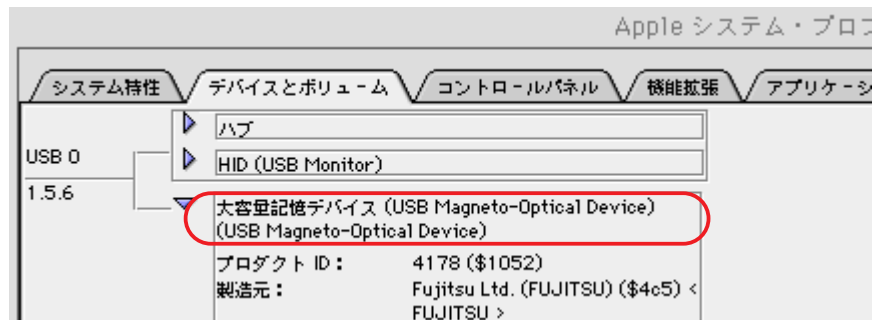 Apple システム・プロフ
システム特性
デバイスとボリューム
コントロールパネル
機能拡張
アプリケーシ
ハブ
USB 0
HID (USB Monitor)
1.5.6
大容量記憶デバイス (USB Magneto-Optical Device)
(USB Magneto-Optical Device)
プロダクト ID： 4178 ($1052)
製造元： Fujitsu Ltd. (FUJITSU) ($4c5) <
FUJITSU >